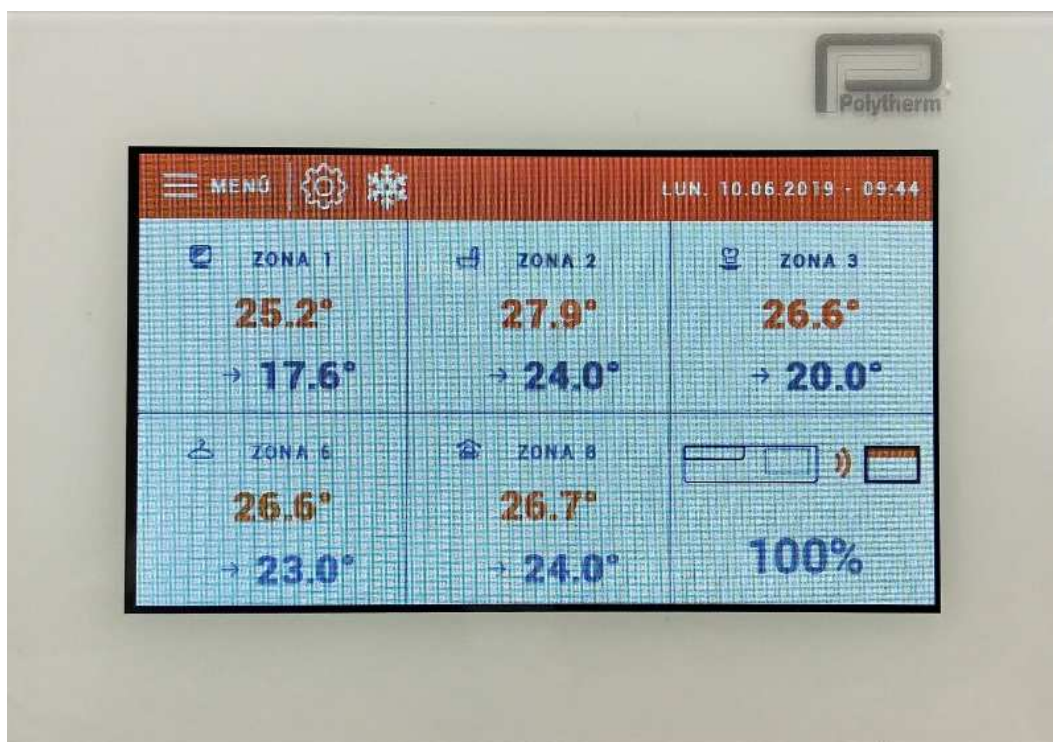 Polytherm
MENÚ LUN. 10.06.2019 - 09:44
ZONA 1 ZONA 2 ZONA 3
25.2° 27.9° 26.6°
→ 17.6° → 24.0° → 20.0°
ZONA 6 ZONA 8
26.6° 26.7°
→ 23.0° → 24.0° 100%